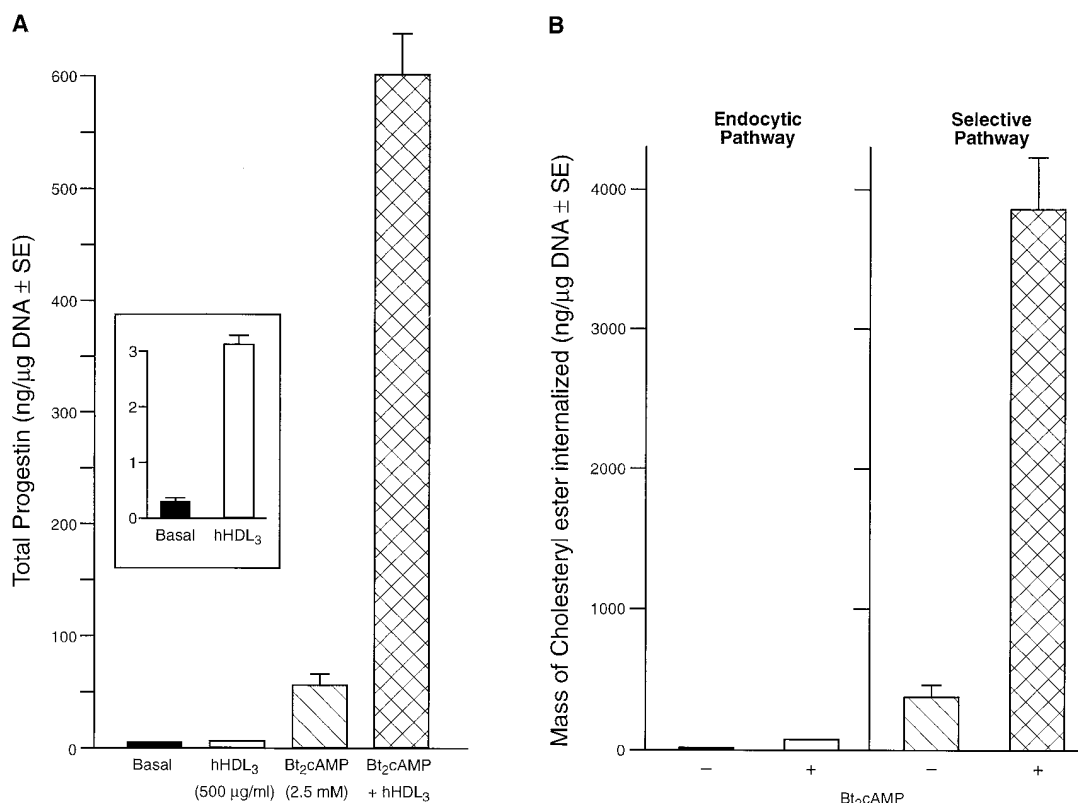 A
Total Progestin (ng/µg DNA ± SE)
600
500
400
300
200
100
0
3
2
1
0
Basal
hHDL₃
Basal
hHDL₃
(500 µg/ml)
Bt₂cAMP
(2.5 mM)
Bt₂cAMP
+ hHDL₃
B
Endocytic
Pathway
Selective
Pathway
Mass of Cholesteryl ester internalized (ng/µg DNA ± SE)
4000
3000
2000
1000
0
–
+
–
+
Bt₂cAMP